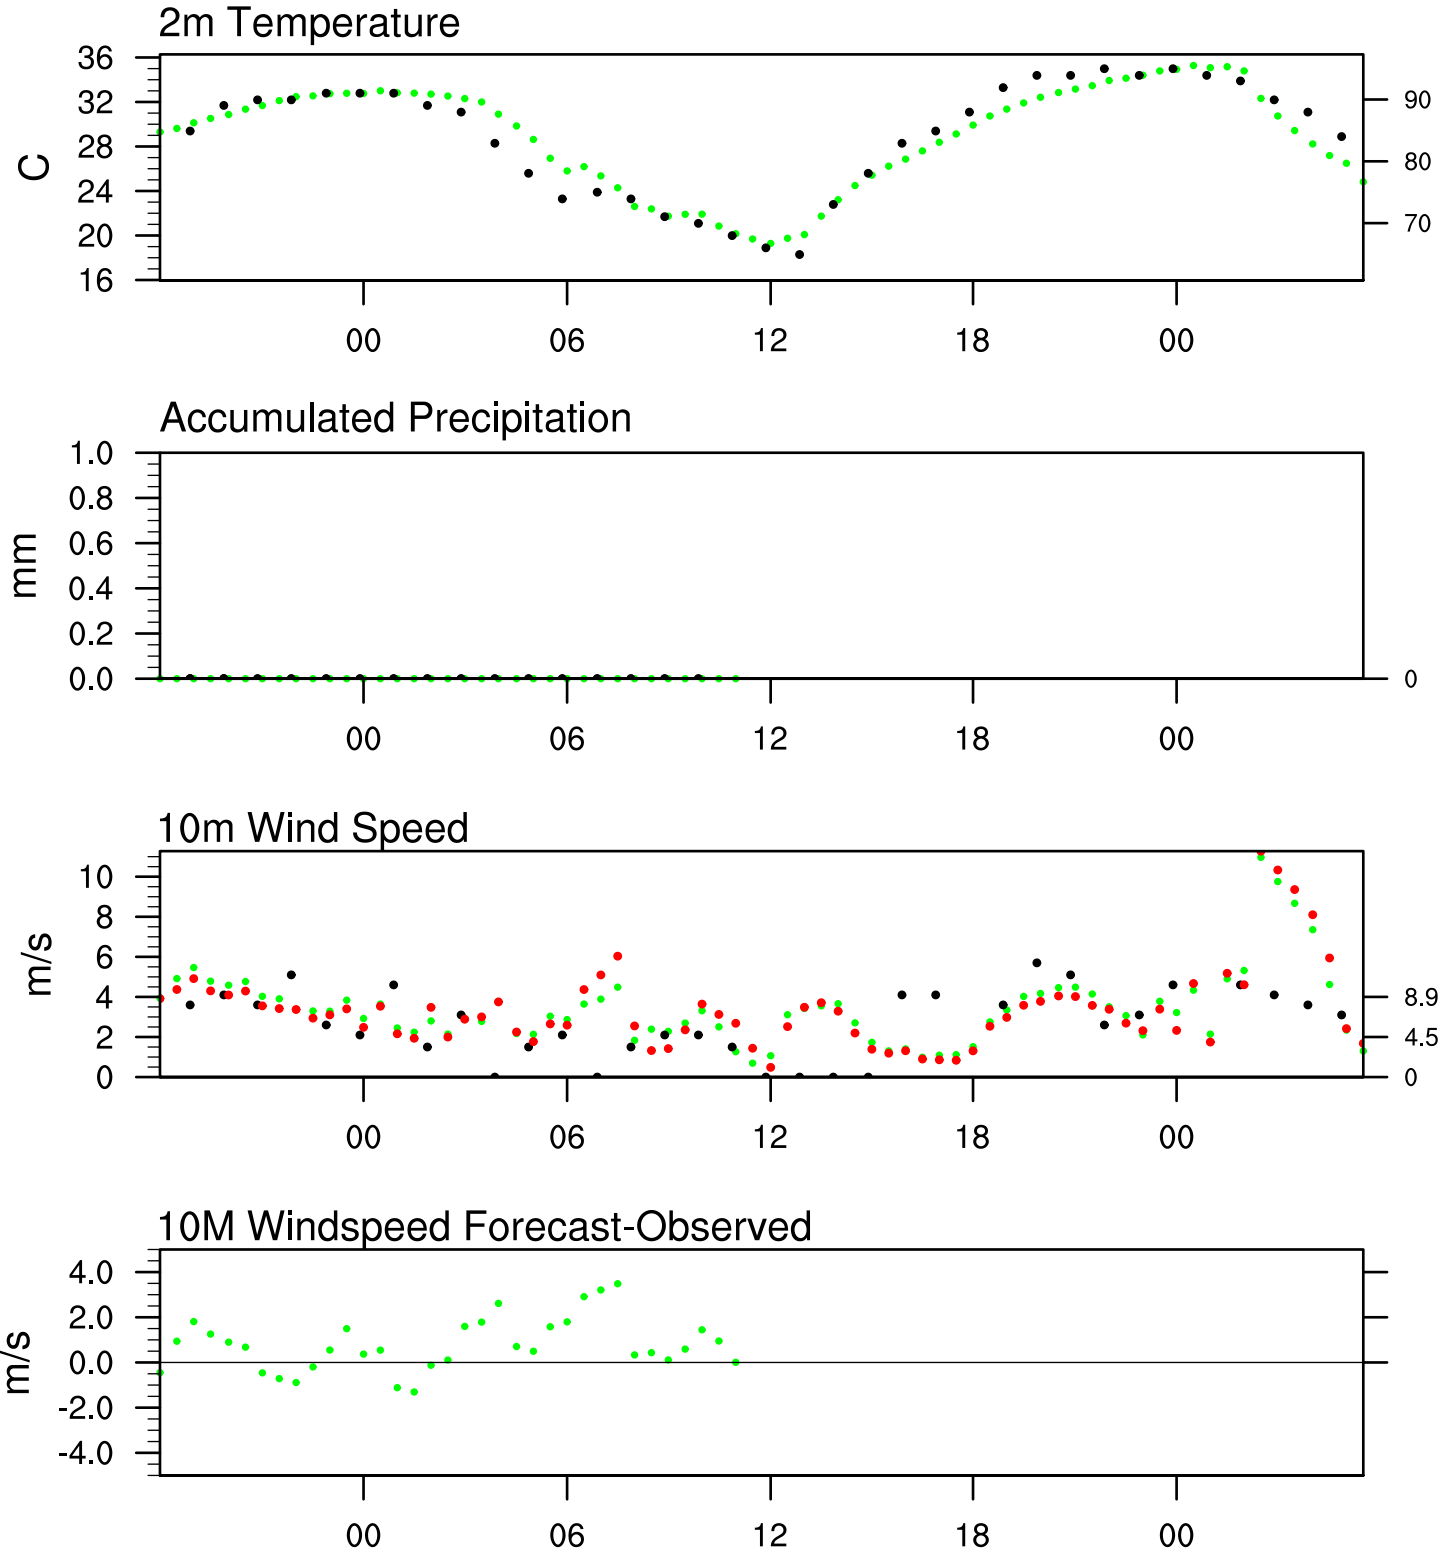 2m Temperature
36
32
28
24
20
16
C
90
80
70
00 06 12 18 00
Accumulated Precipitation
1.0
0.8
0.6
0.4
0.2
0.0
mm
0
00 06 12 18 00
10m Wind Speed
10
8
6
4
2
0
m/s
8.9
4.5
0
00 06 12 18 00
10M Windspeed Forecast-Observed
4.0
2.0
0.0
-2.0
-4.0
m/s
00 06 12 18 00